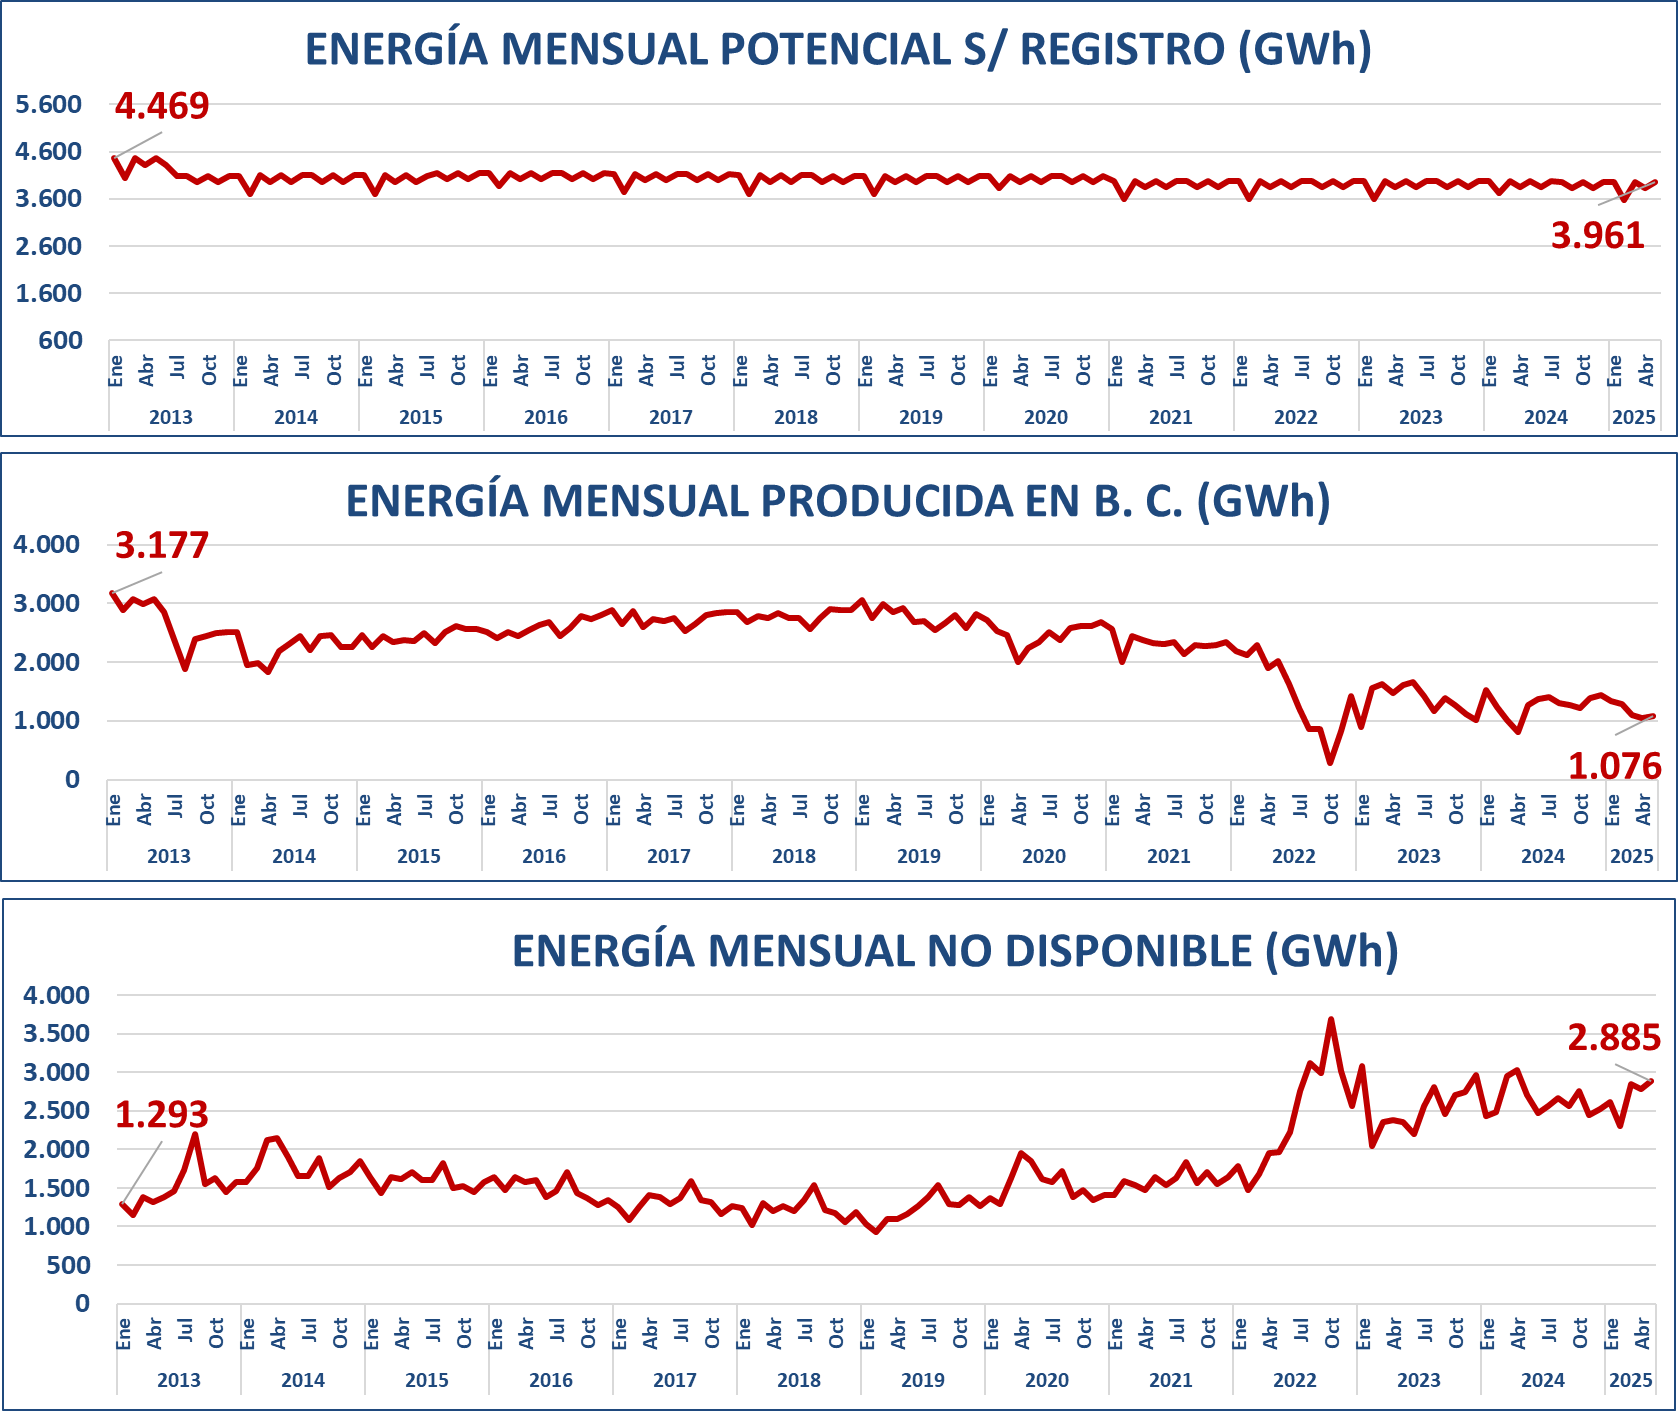 ENERGÍA MENSUAL POTENCIAL S/ REGISTRO (GWh)
5.600
4.469
4.600
3.600
3.961
2.600
1.600
600
Ene Abr Jul Oct Ene Abr Jul Oct Ene Abr Jul Oct Ene Abr Jul Oct Ene Abr Jul Oct Ene Abr Jul Oct Ene Abr Jul Oct Ene Abr Jul Oct Ene Abr Jul Oct Ene Abr Jul Oct Ene Abr Jul Oct Ene Abr Jul Oct Ene Abr
2013 2014 2015 2016 2017 2018 2019 2020 2021 2022 2023 2024 2025
ENERGÍA MENSUAL PRODUCIDA EN B. C. (GWh)
4.000
3.177
3.000
2.000
1.000
1.076
0
Ene Abr Jul Oct Ene Abr Jul Oct Ene Abr Jul Oct Ene Abr Jul Oct Ene Abr Jul Oct Ene Abr Jul Oct Ene Abr Jul Oct Ene Abr Jul Oct Ene Abr Jul Oct Ene Abr Jul Oct Ene Abr Jul Oct Ene Abr Jul Oct Ene Abr
2013 2014 2015 2016 2017 2018 2019 2020 2021 2022 2023 2024 2025
ENERGÍA MENSUAL NO DISPONIBLE (GWh)
4.000
3.500
2.885
3.000
2.500
1.293
2.000
1.500
1.000
500
0
Ene Abr Jul Oct Ene Abr Jul Oct Ene Abr Jul Oct Ene Abr Jul Oct Ene Abr Jul Oct Ene Abr Jul Oct Ene Abr Jul Oct Ene Abr Jul Oct Ene Abr Jul Oct Ene Abr Jul Oct Ene Abr Jul Oct Ene Abr Jul Oct Ene Abr
2013 2014 2015 2016 2017 2018 2019 2020 2021 2022 2023 2024 2025